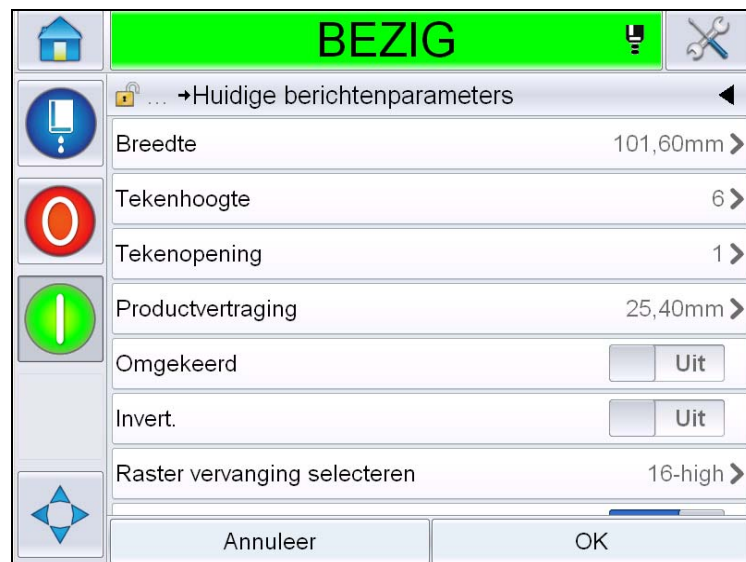 BEZIG
... →Huidige berichtenparameters
Breedte 101,60mm
Tekenhoogte 6
Tekenopening 1
Productvertraging 25,40mm
Omgekeerd Uit
Invert. Uit
Raster vervanging selecteren 16-high
Annuleer OK